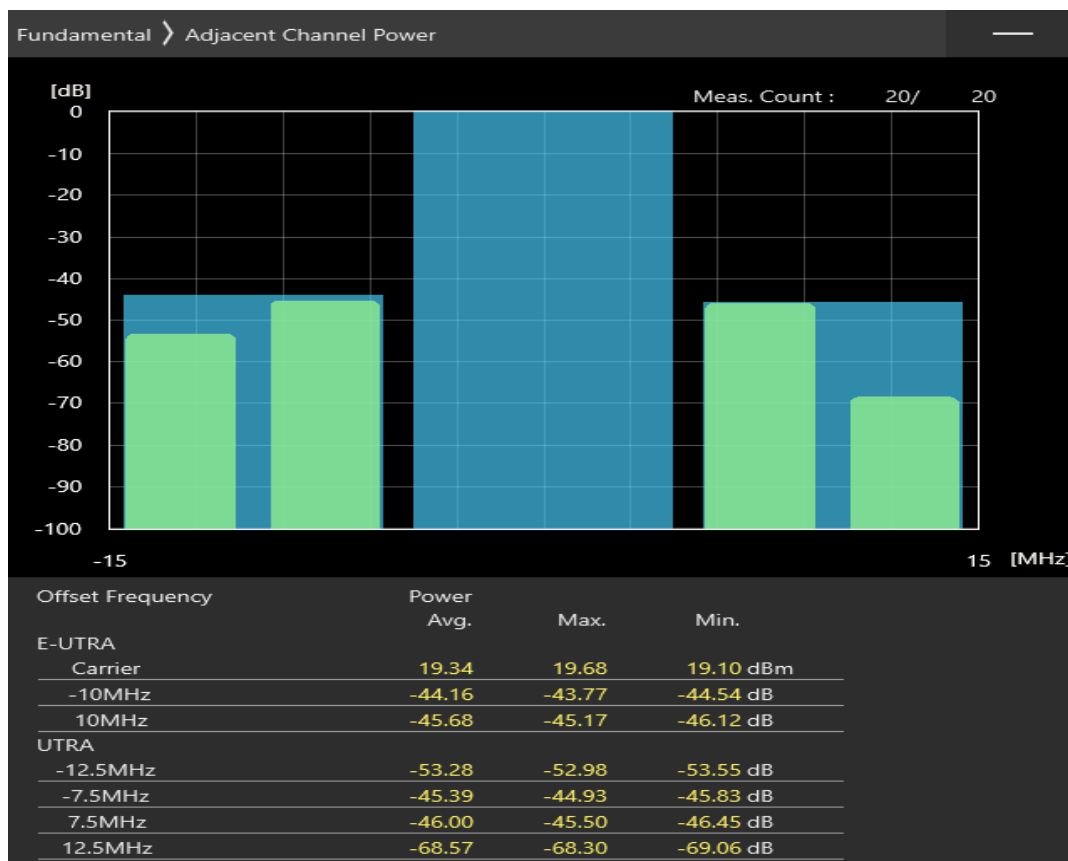 Fundamental ❯ Adjacent Channel Power
[dB]
Meas. Count : 20/ 20
0
-10
-20
-30
-40
-50
-60
-70
-80
-90
-100
-15 15 [MHz]
Offset Frequency Power
Avg. Max. Min.
E-UTRA
Carrier 19.34 19.68 19.10 dBm
-10MHz -44.16 -43.77 -44.54 dB
10MHz -45.68 -45.17 -46.12 dB
UTRA
-12.5MHz -53.28 -52.98 -53.55 dB
-7.5MHz -45.39 -44.93 -45.83 dB
7.5MHz -46.00 -45.50 -46.45 dB
12.5MHz -68.57 -68.30 -69.06 dB